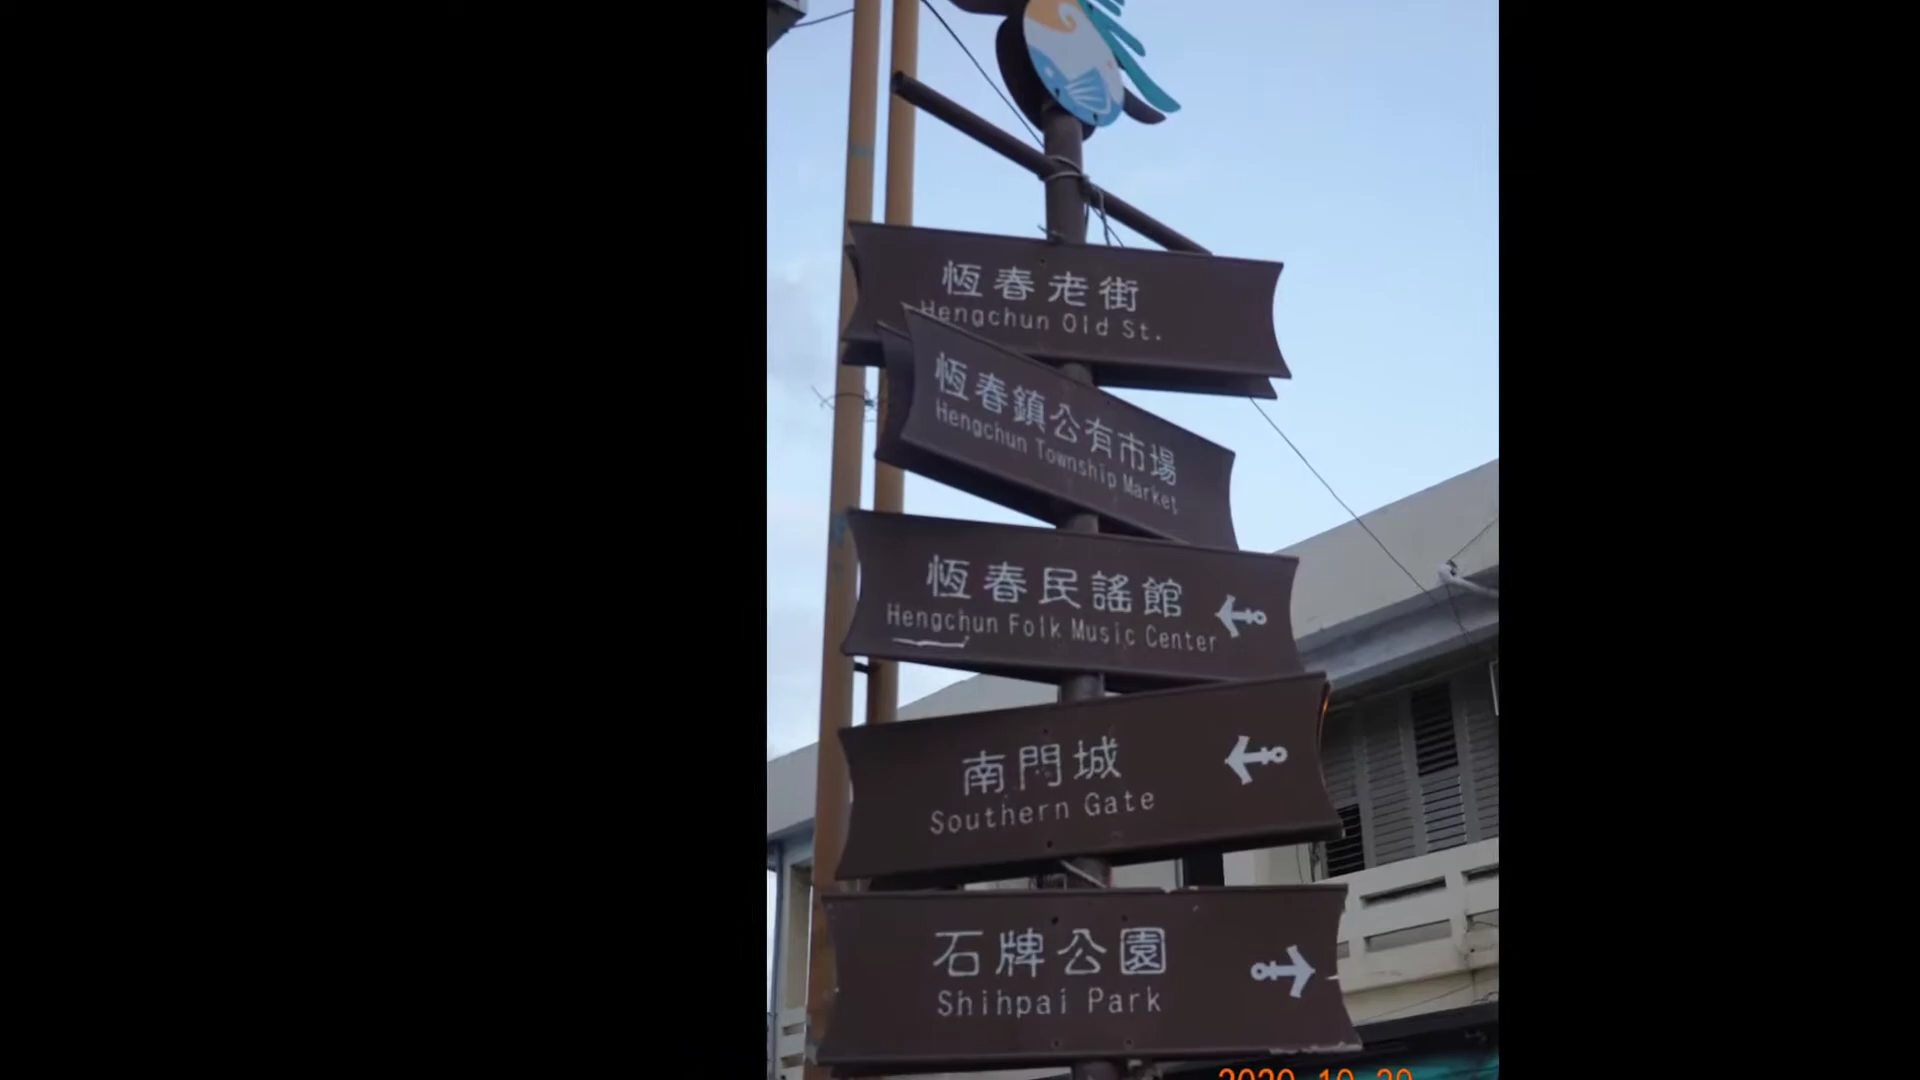 恆春老街
Hengchun Old St.
恆春鎮公有市場
Hengchun Township Market
恆春民謠館
Hengchun Folk Music Center
南門城
Southern Gate
石牌公園
Shihpai Park